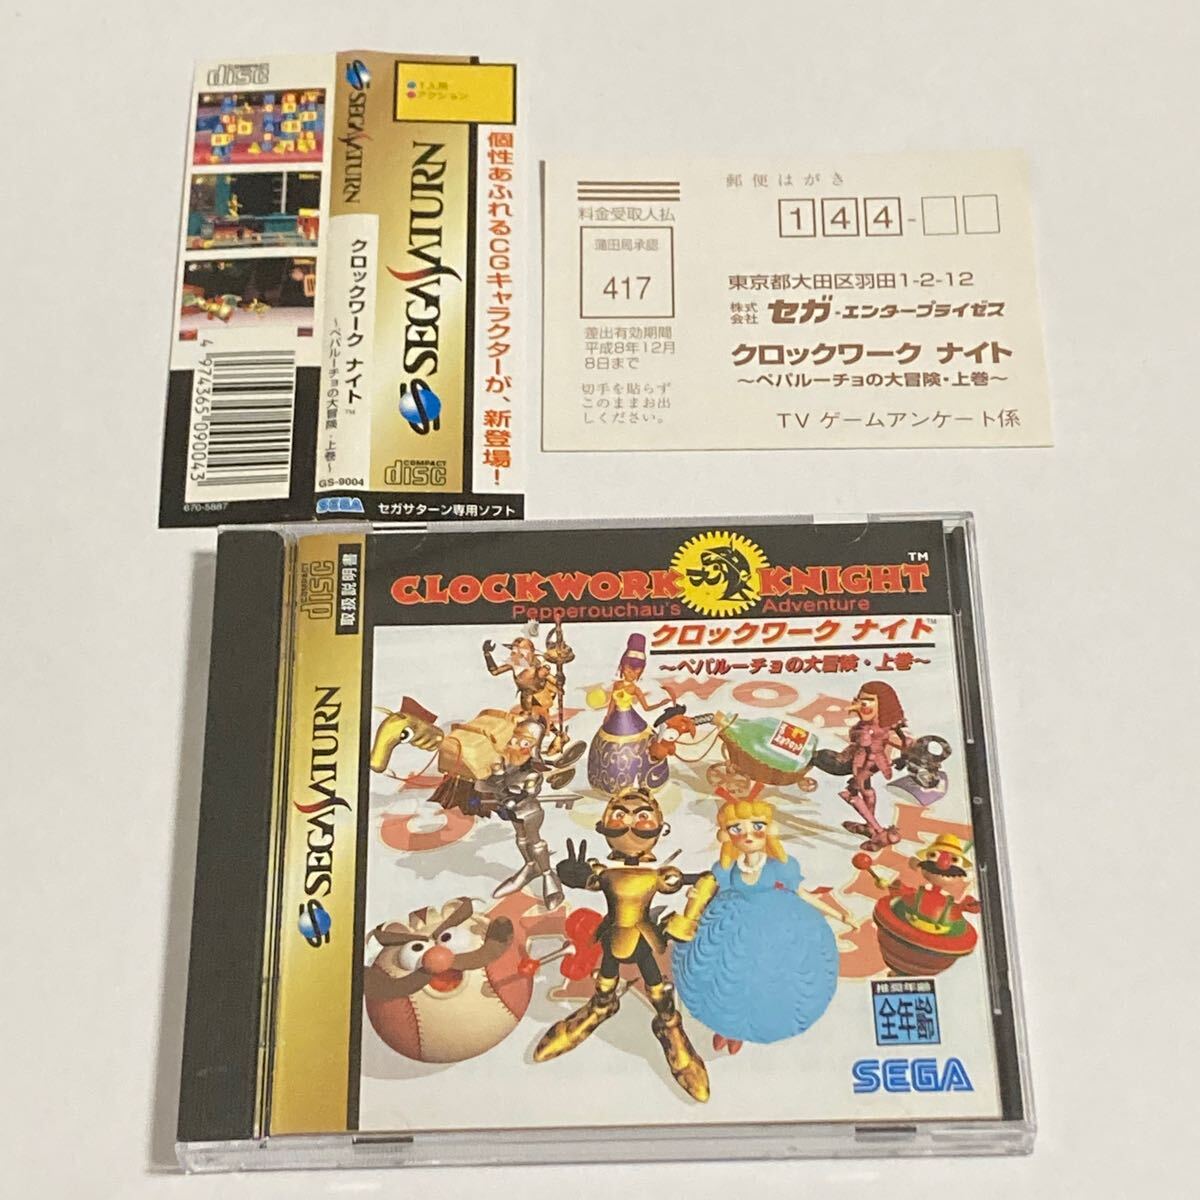 COMPACT
disc
4 974365 090043
670-5887
SEGA SATURN
クロックワーク ナイト™
～ペパルーチョの大冒険・上巻～
GS-9004
SEGA
1人用
アクション
SEGA SATURN
COMPACT
disc
個性あふれるCGキャラクターが、新登場！
セガサターン専用ソフト
郵便はがき
料金受取人払
蒲田局承認
417
差出有効期間
平成8年12月
8日まで
切手を貼らず
このままお出
しください。
144-
東京都大田区羽田1-2-12
株式会社 セガ・エンタープライゼス
クロックワーク ナイト
～ペパルーチョの大冒険・上巻～
TVゲームアンケート係
COMPACT
disc
取扱説明書
SEGA SATURN
CLOCKWORK KNIGHT™
Pepperouchau's Adventure
クロックワーク ナイト™
～ペパルーチョの大冒険・上巻～
推奨年齢
全年齢
SEGA